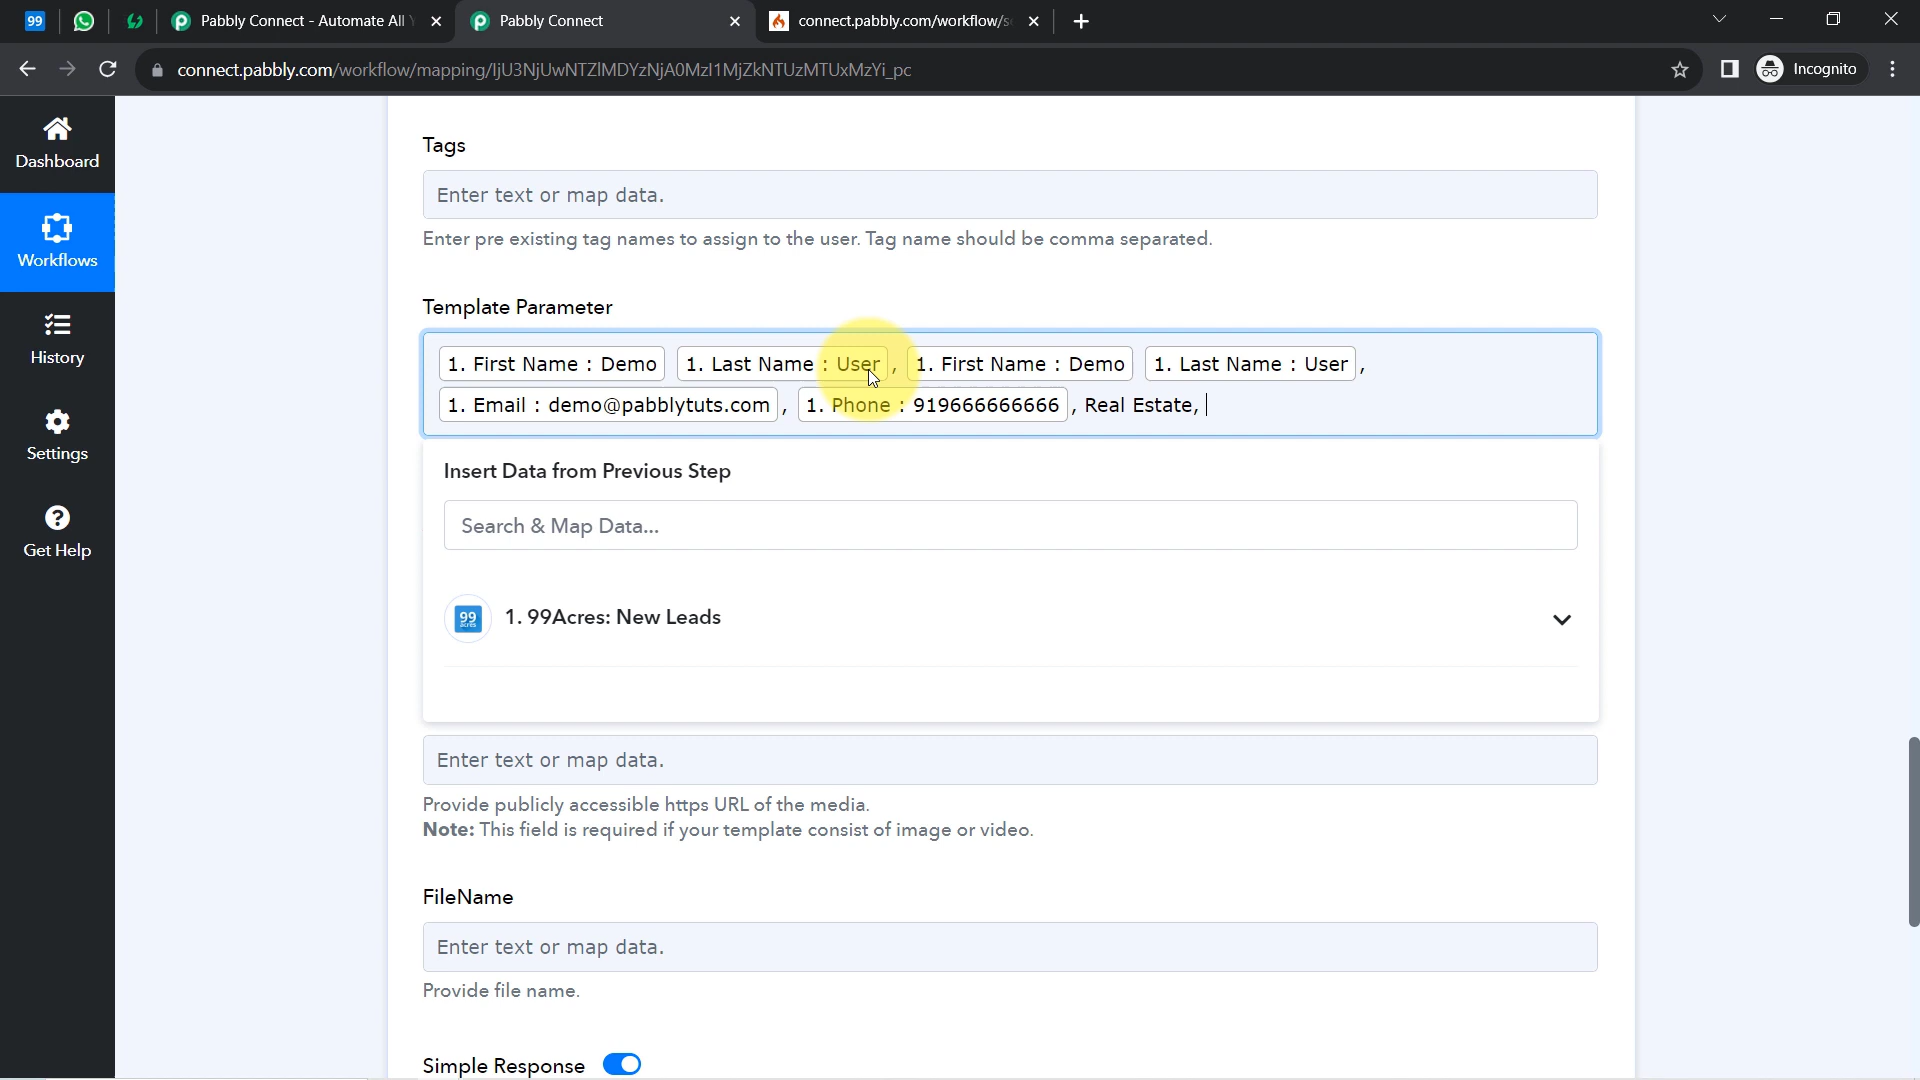 99
Pabbly Connect - Automate All
Pabbly Connect
connect.pabbly.com/workflow/s
connect.pabbly.com/workflow/mapping/IjU3NjUwNTZlMDYzNjA0MzI1MjZkNTUzMTUxMzYi_pc
Incognito
Dashboard
Workflows
History
Settings
Get Help
Tags
Enter text or map data.
Enter pre existing tag names to assign to the user. Tag name should be comma separated.
Template Parameter
1. First Name : Demo 1. Last Name : User , 1. First Name : Demo 1. Last Name : User ,
1. Email : demo@pabblytuts.com , 1. Phone : 919666666666 , Real Estate,
Insert Data from Previous Step
Search & Map Data...
99 acres
1. 99Acres: New Leads
Enter text or map data.
Provide publicly accessible https URL of the media.
Note: This field is required if your template consist of image or video.
FileName
Enter text or map data.
Provide file name.
Simple Response